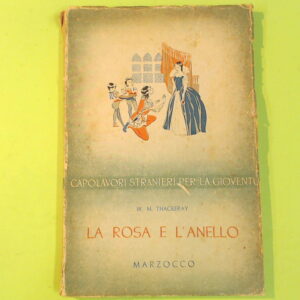 CAPOLAVORI STRANIERI PER LA GIOVENTÙ
W. M. THACKERAY
LA ROSA E L'ANELLO
MARZOCCO